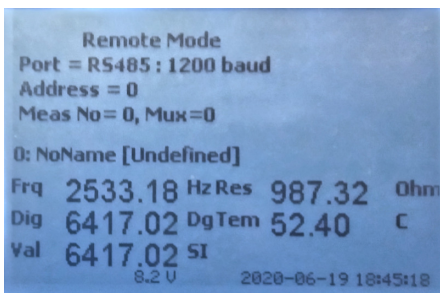 Remote Mode
Port = RS485 : 1200 baud
Address = 0
Meas No= 0, Mux=0
0: NoName [Undefined]
Frq 2533.18 Hz Res 987.32 Ohm
Dig 6417.02 Dg Tem 52.40 C
Val 6417.02 SI
8.2 V 2020-06-19 18:45:18